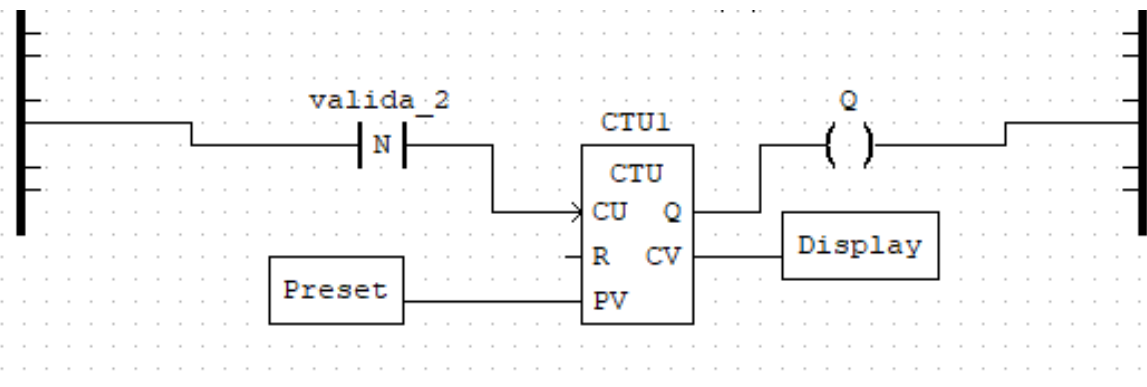 valida_2
Q
N
CTU1
CTU
CU Q
R CV
Display
Preset
PV